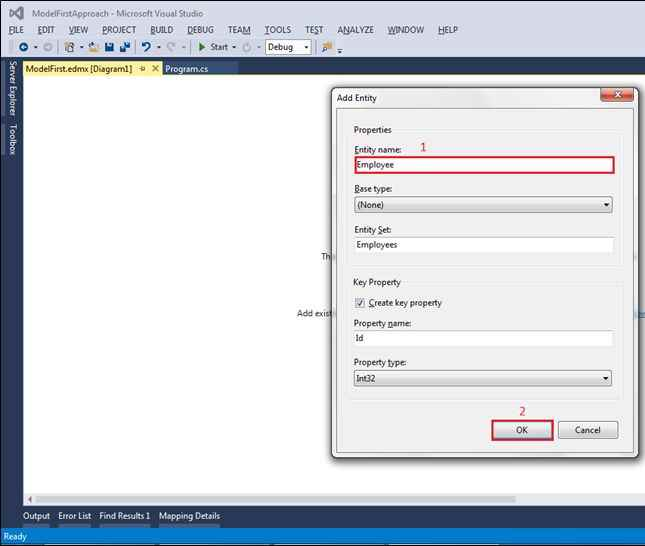 ModelFirstApproach - Microsoft Visual Studio
FILE EDIT VIEW PROJECT BUILD DEBUG TEAM TOOLS TEST ANALYZE WINDOW HELP
Start Debug
ModelFirst.edmx [Diagram1] Program.cs
Server Explorer
Toolbox
Add Entity
Properties
Entity name: 1
Employee
Base type:
(None)
Entity Set:
Employees
Th
Key Property
Create key property
Add exist
Property name:
Id
Property type:
Int32
2
OK Cancel
Output Error List Find Results 1 Mapping Details
Ready